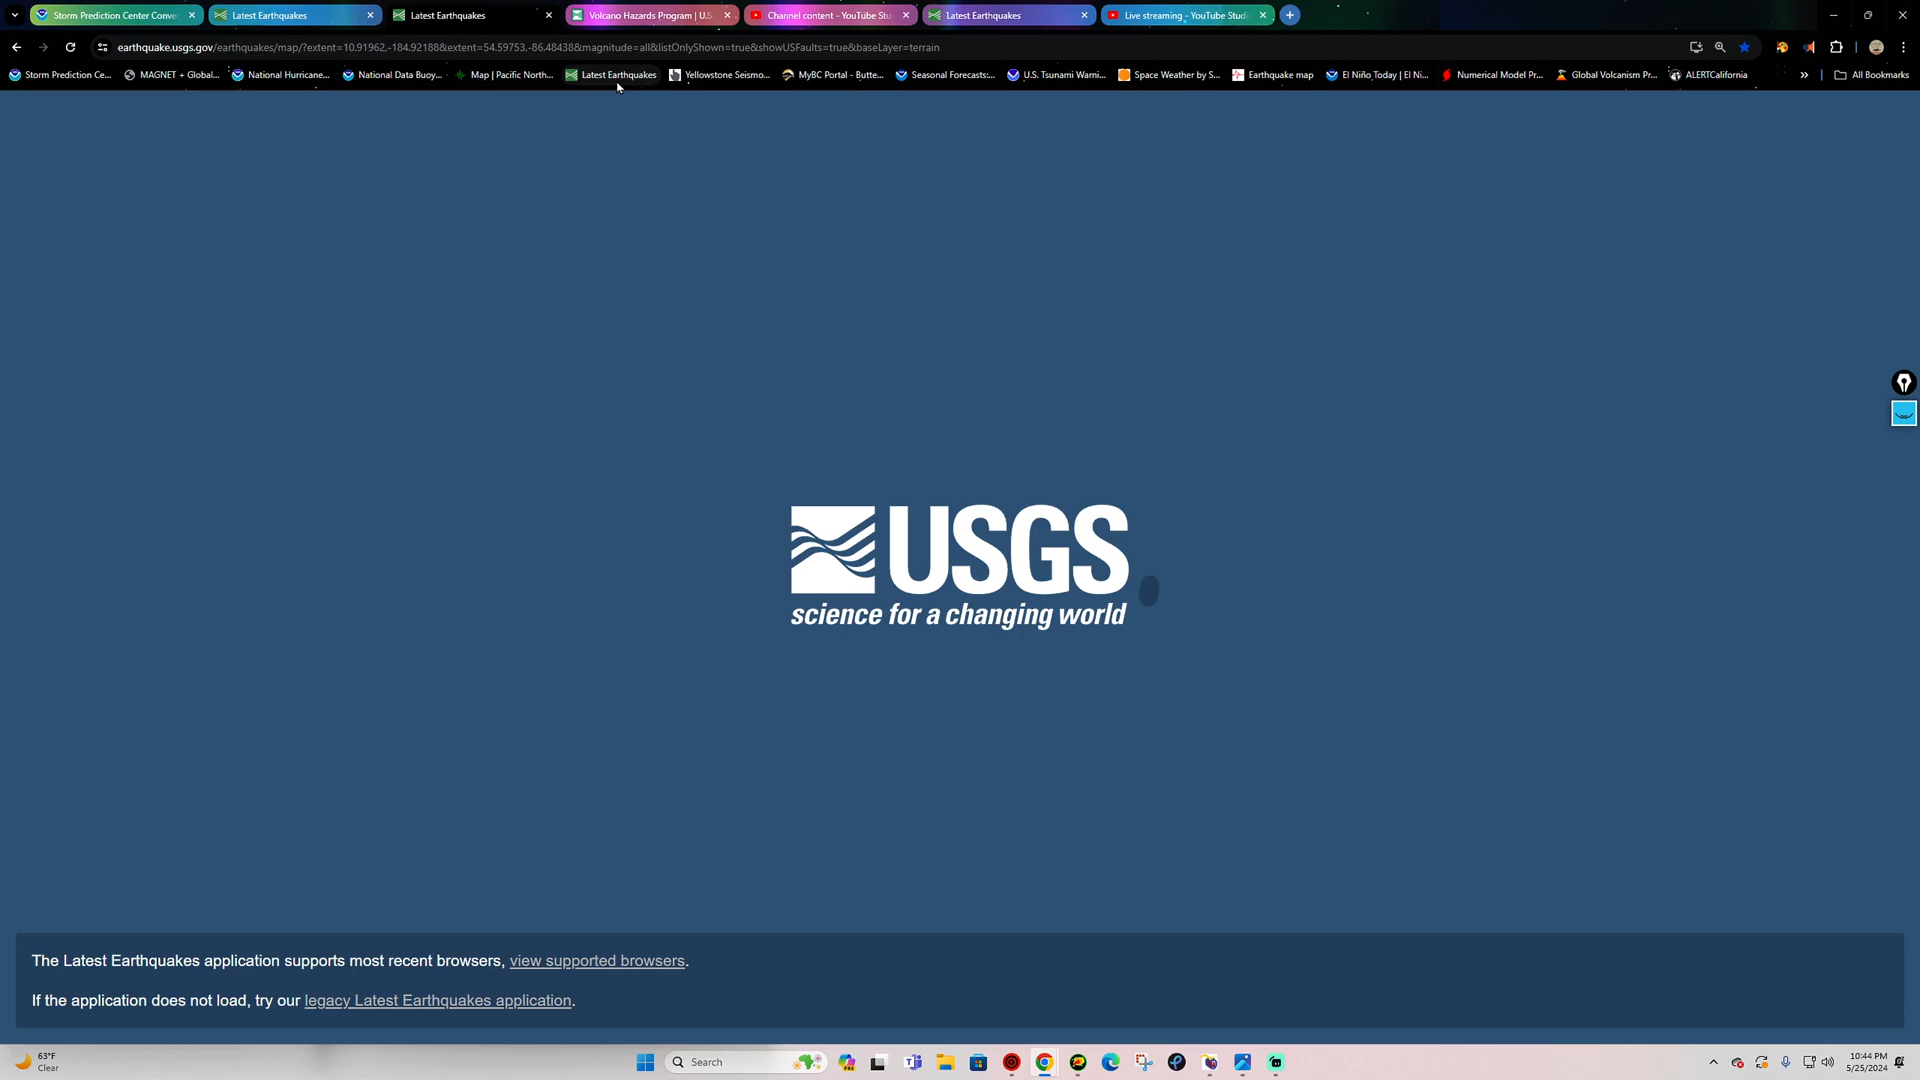 Storm Prediction Center Conve
Latest Earthquakes
Latest Earthquakes
Volcano Hazards Program | U.S.
Channel content - YouTube Stu
Latest Earthquakes
Live streaming - YouTube Studi
earthquake.usgs.gov/earthquakes/map/?extent=10.91962,-184.92188&extent=54.59753,-86.48438&magnitude=all&listOnlyShown=true&showUSFaults=true&baseLayer=terrain
Storm Prediction Ce...
MAGNET + Global...
National Hurricane...
National Data Buoy...
Map | Pacific North...
Latest Earthquakes
Yellowstone Seismo...
MyBC Portal - Butte...
Seasonal Forecasts:...
U.S. Tsunami Warni...
Space Weather by S...
Earthquake map
El Niño Today | El Ni...
Numerical Model Pr...
Global Volcanism Pr...
ALERTCalifornia
All Bookmarks
USGS
science for a changing world
The Latest Earthquakes application supports most recent browsers, view supported browsers.
If the application does not load, try our legacy Latest Earthquakes application.
63°F
Clear
Search
10:44 PM
5/25/2024